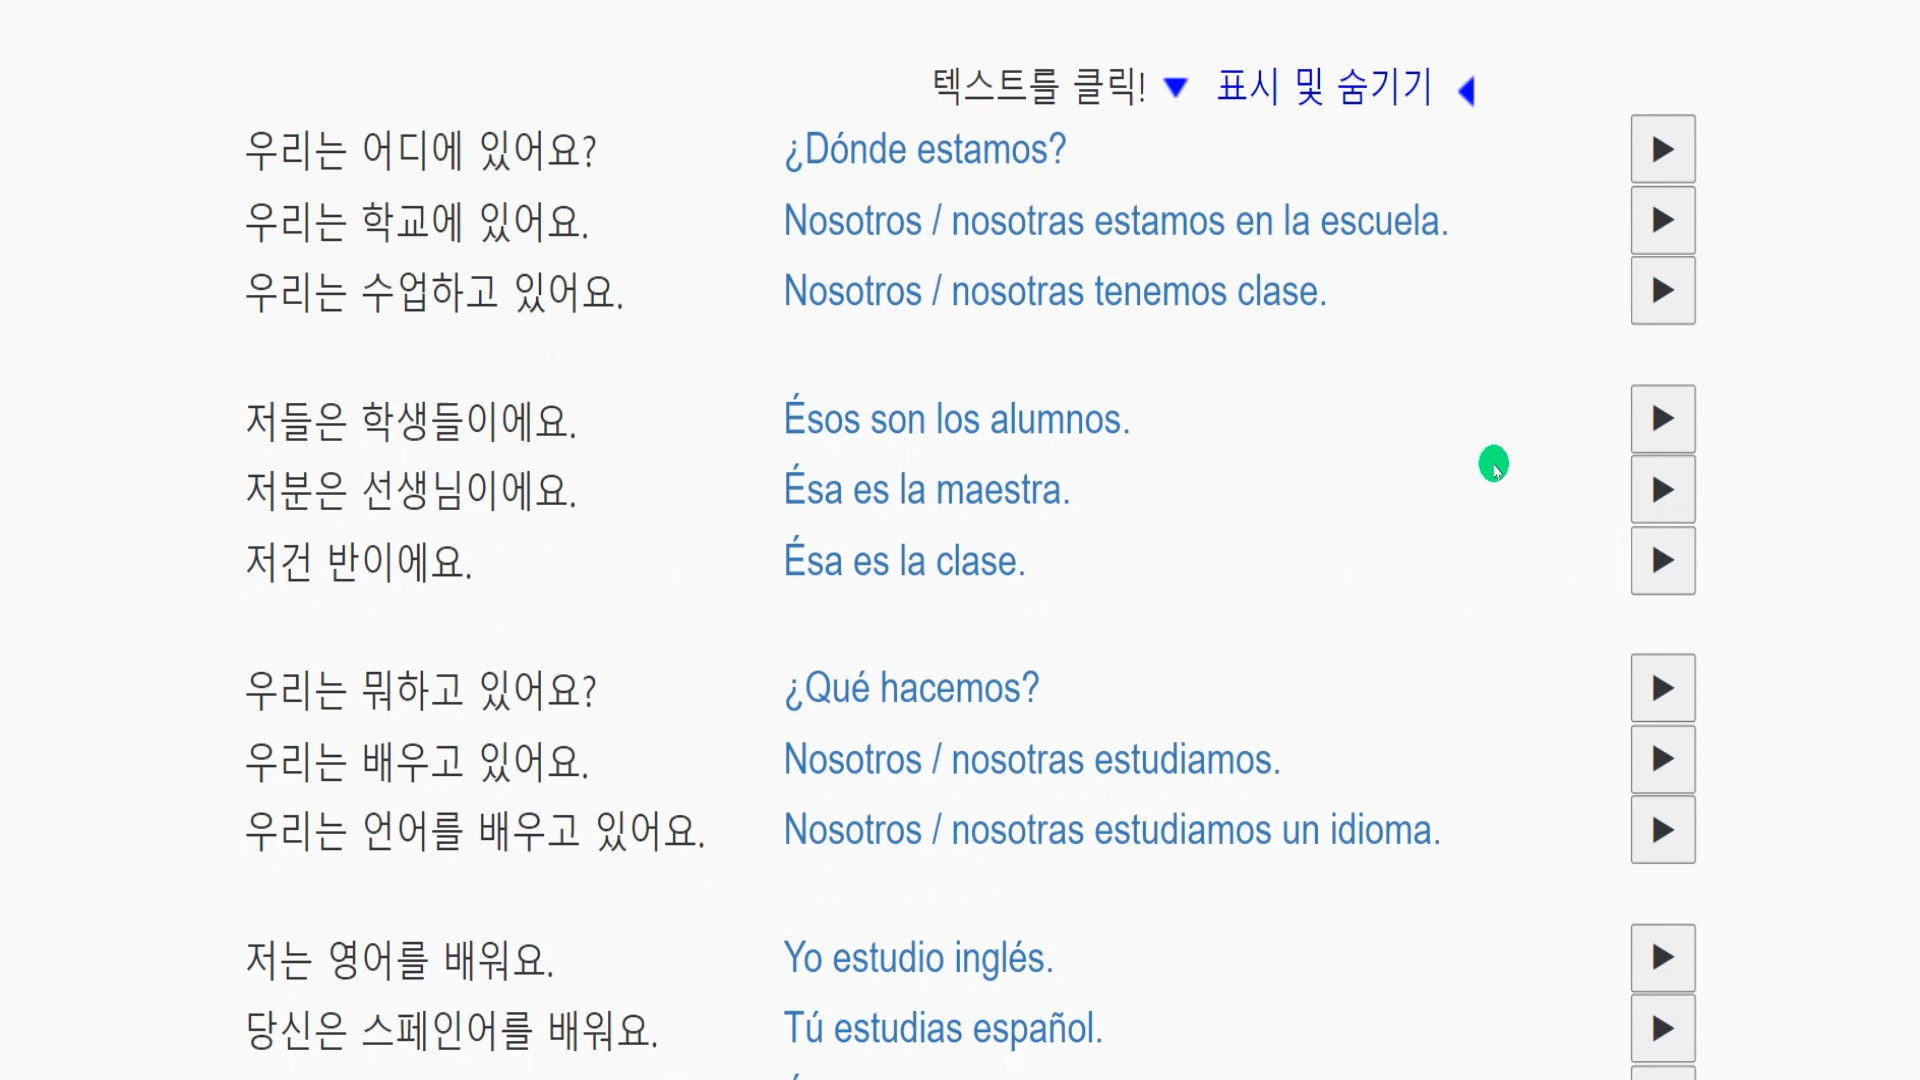 텍스트를 클릭! ▼ 표시 및 숨기기 ◀
우리는 어디에 있어요? ¿Dónde estamos?
우리는 학교에 있어요. Nosotros / nosotras estamos en la escuela.
우리는 수업하고 있어요. Nosotros / nosotras tenemos clase.
저들은 학생들이에요. Ésos son los alumnos.
저분은 선생님이에요. Ésa es la maestra.
저건 반이에요. Ésa es la clase.
우리는 뭐하고 있어요? ¿Qué hacemos?
우리는 배우고 있어요. Nosotros / nosotras estudiamos.
우리는 언어를 배우고 있어요. Nosotros / nosotras estudiamos un idioma.
저는 영어를 배워요. Yo estudio inglés.
당신은 스페인어를 배워요. Tú estudias español.